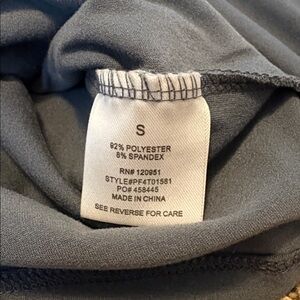 S
92% POLYESTER
8% SPANDEX
RN# 120951
STYLE#PF4T01581
PO# 458445
MADE IN CHINA
SEE REVERSE FOR CARE